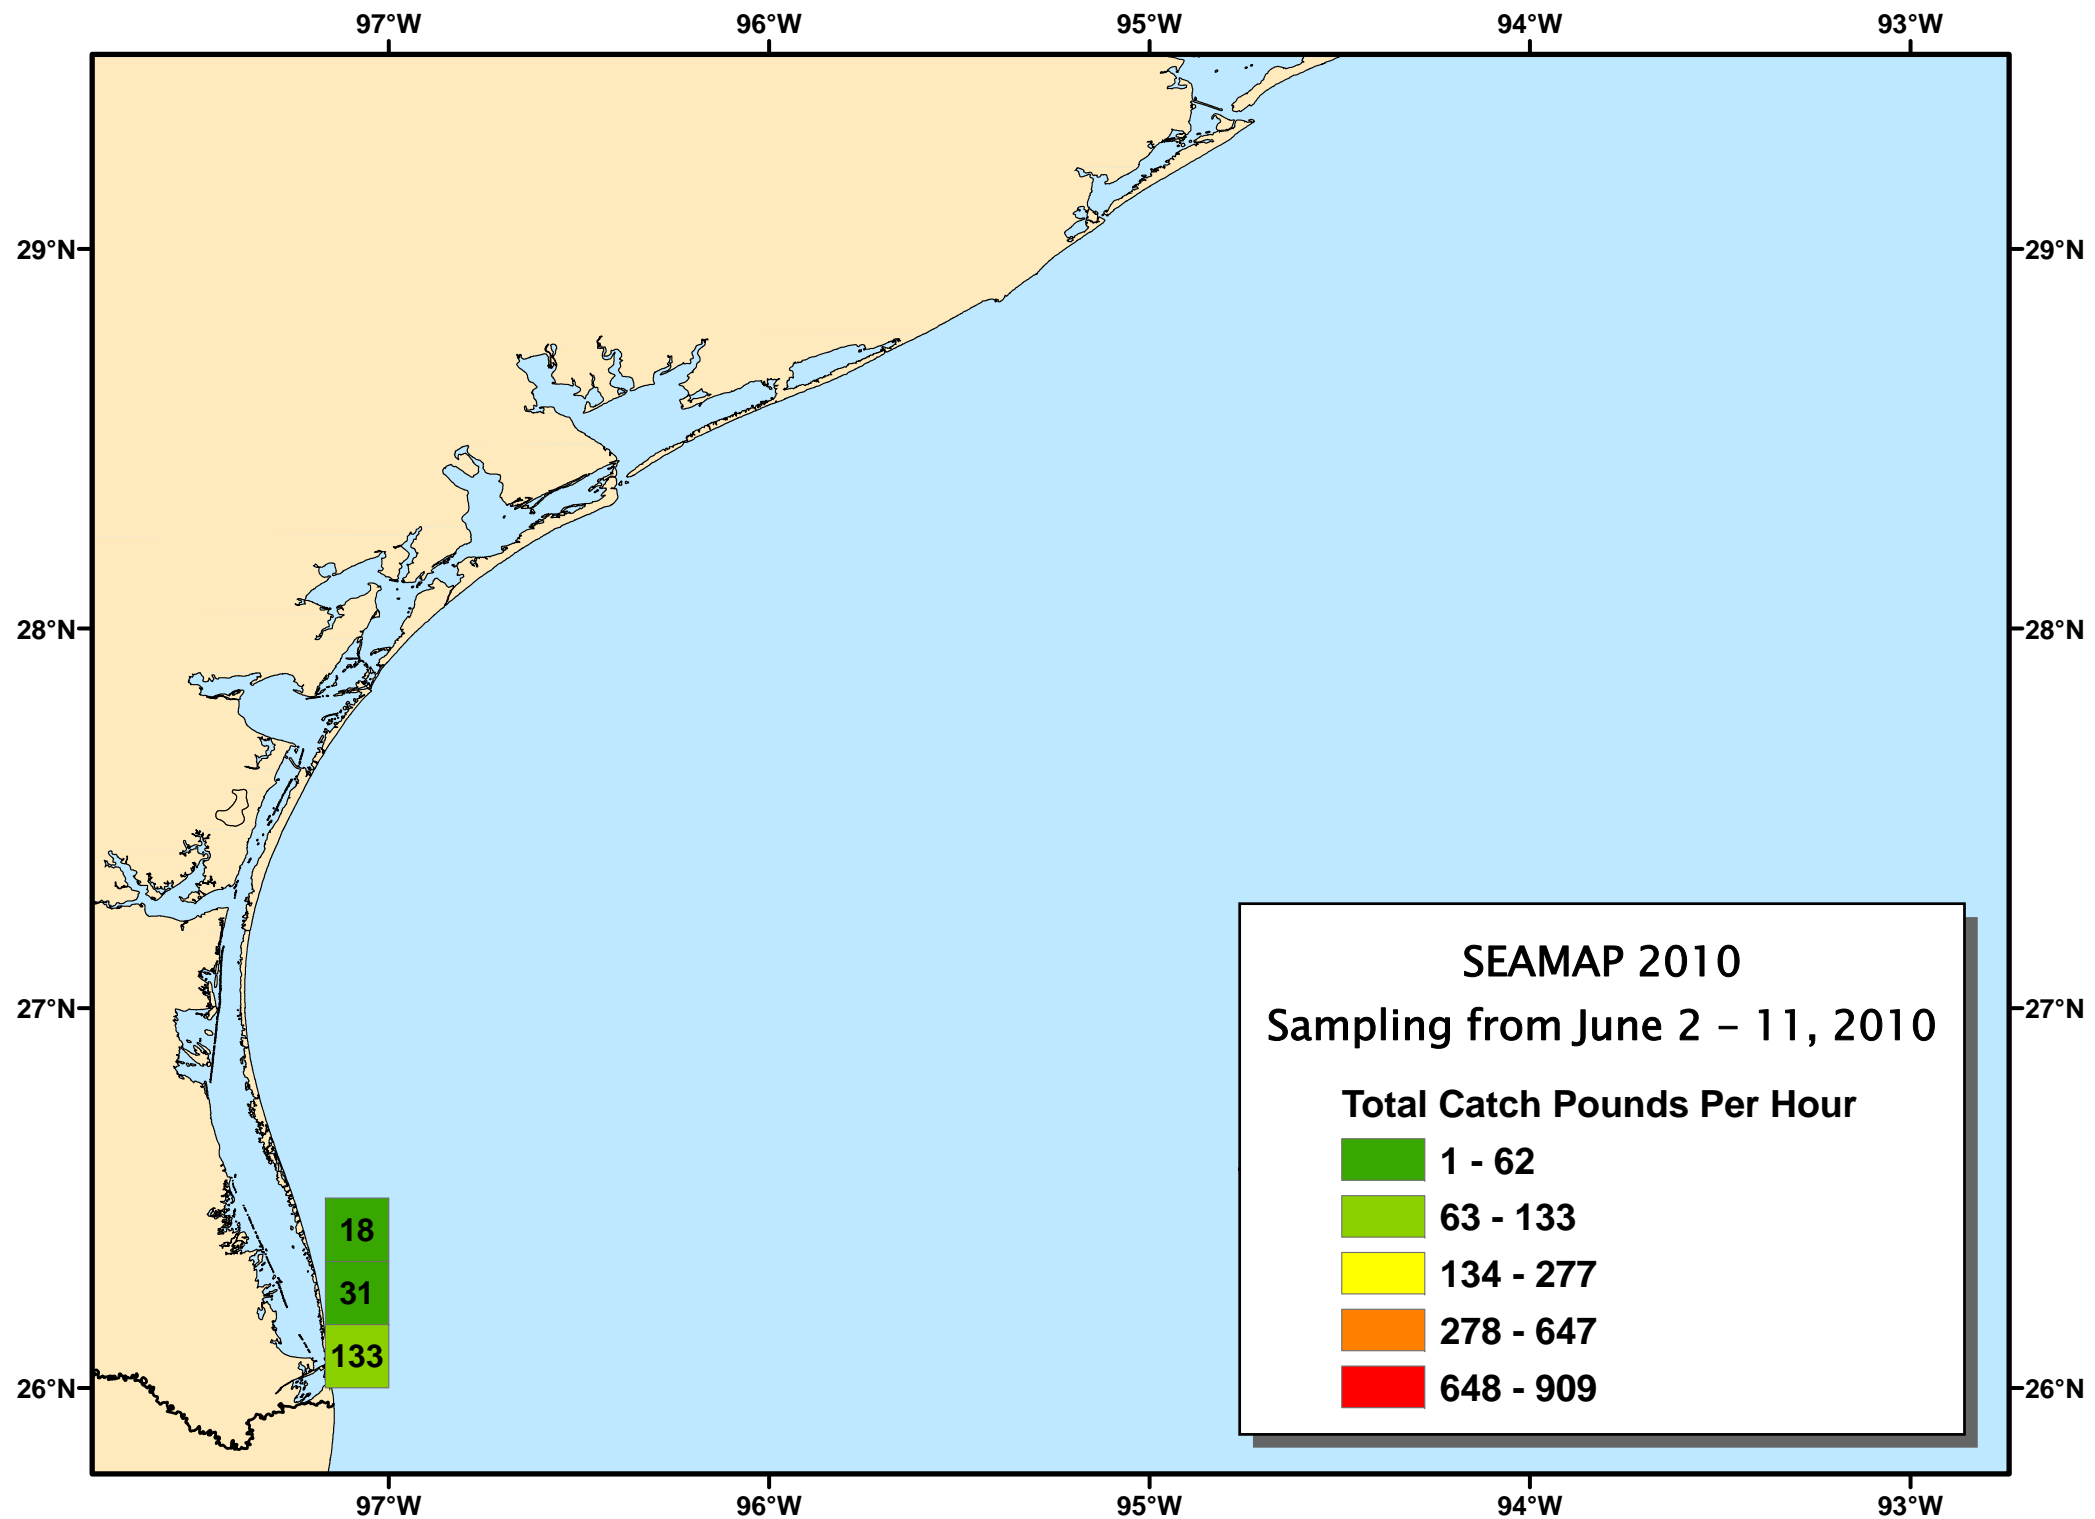 97°W 96°W 95°W 94°W 93°W
29°N 29°N
28°N 28°N
27°N 27°N
26°N 26°N
18
31
133
SEAMAP 2010
Sampling from June 2 – 11, 2010
Total Catch Pounds Per Hour
1 - 62
63 - 133
134 - 277
278 - 647
648 - 909
97°W 96°W 95°W 94°W 93°W